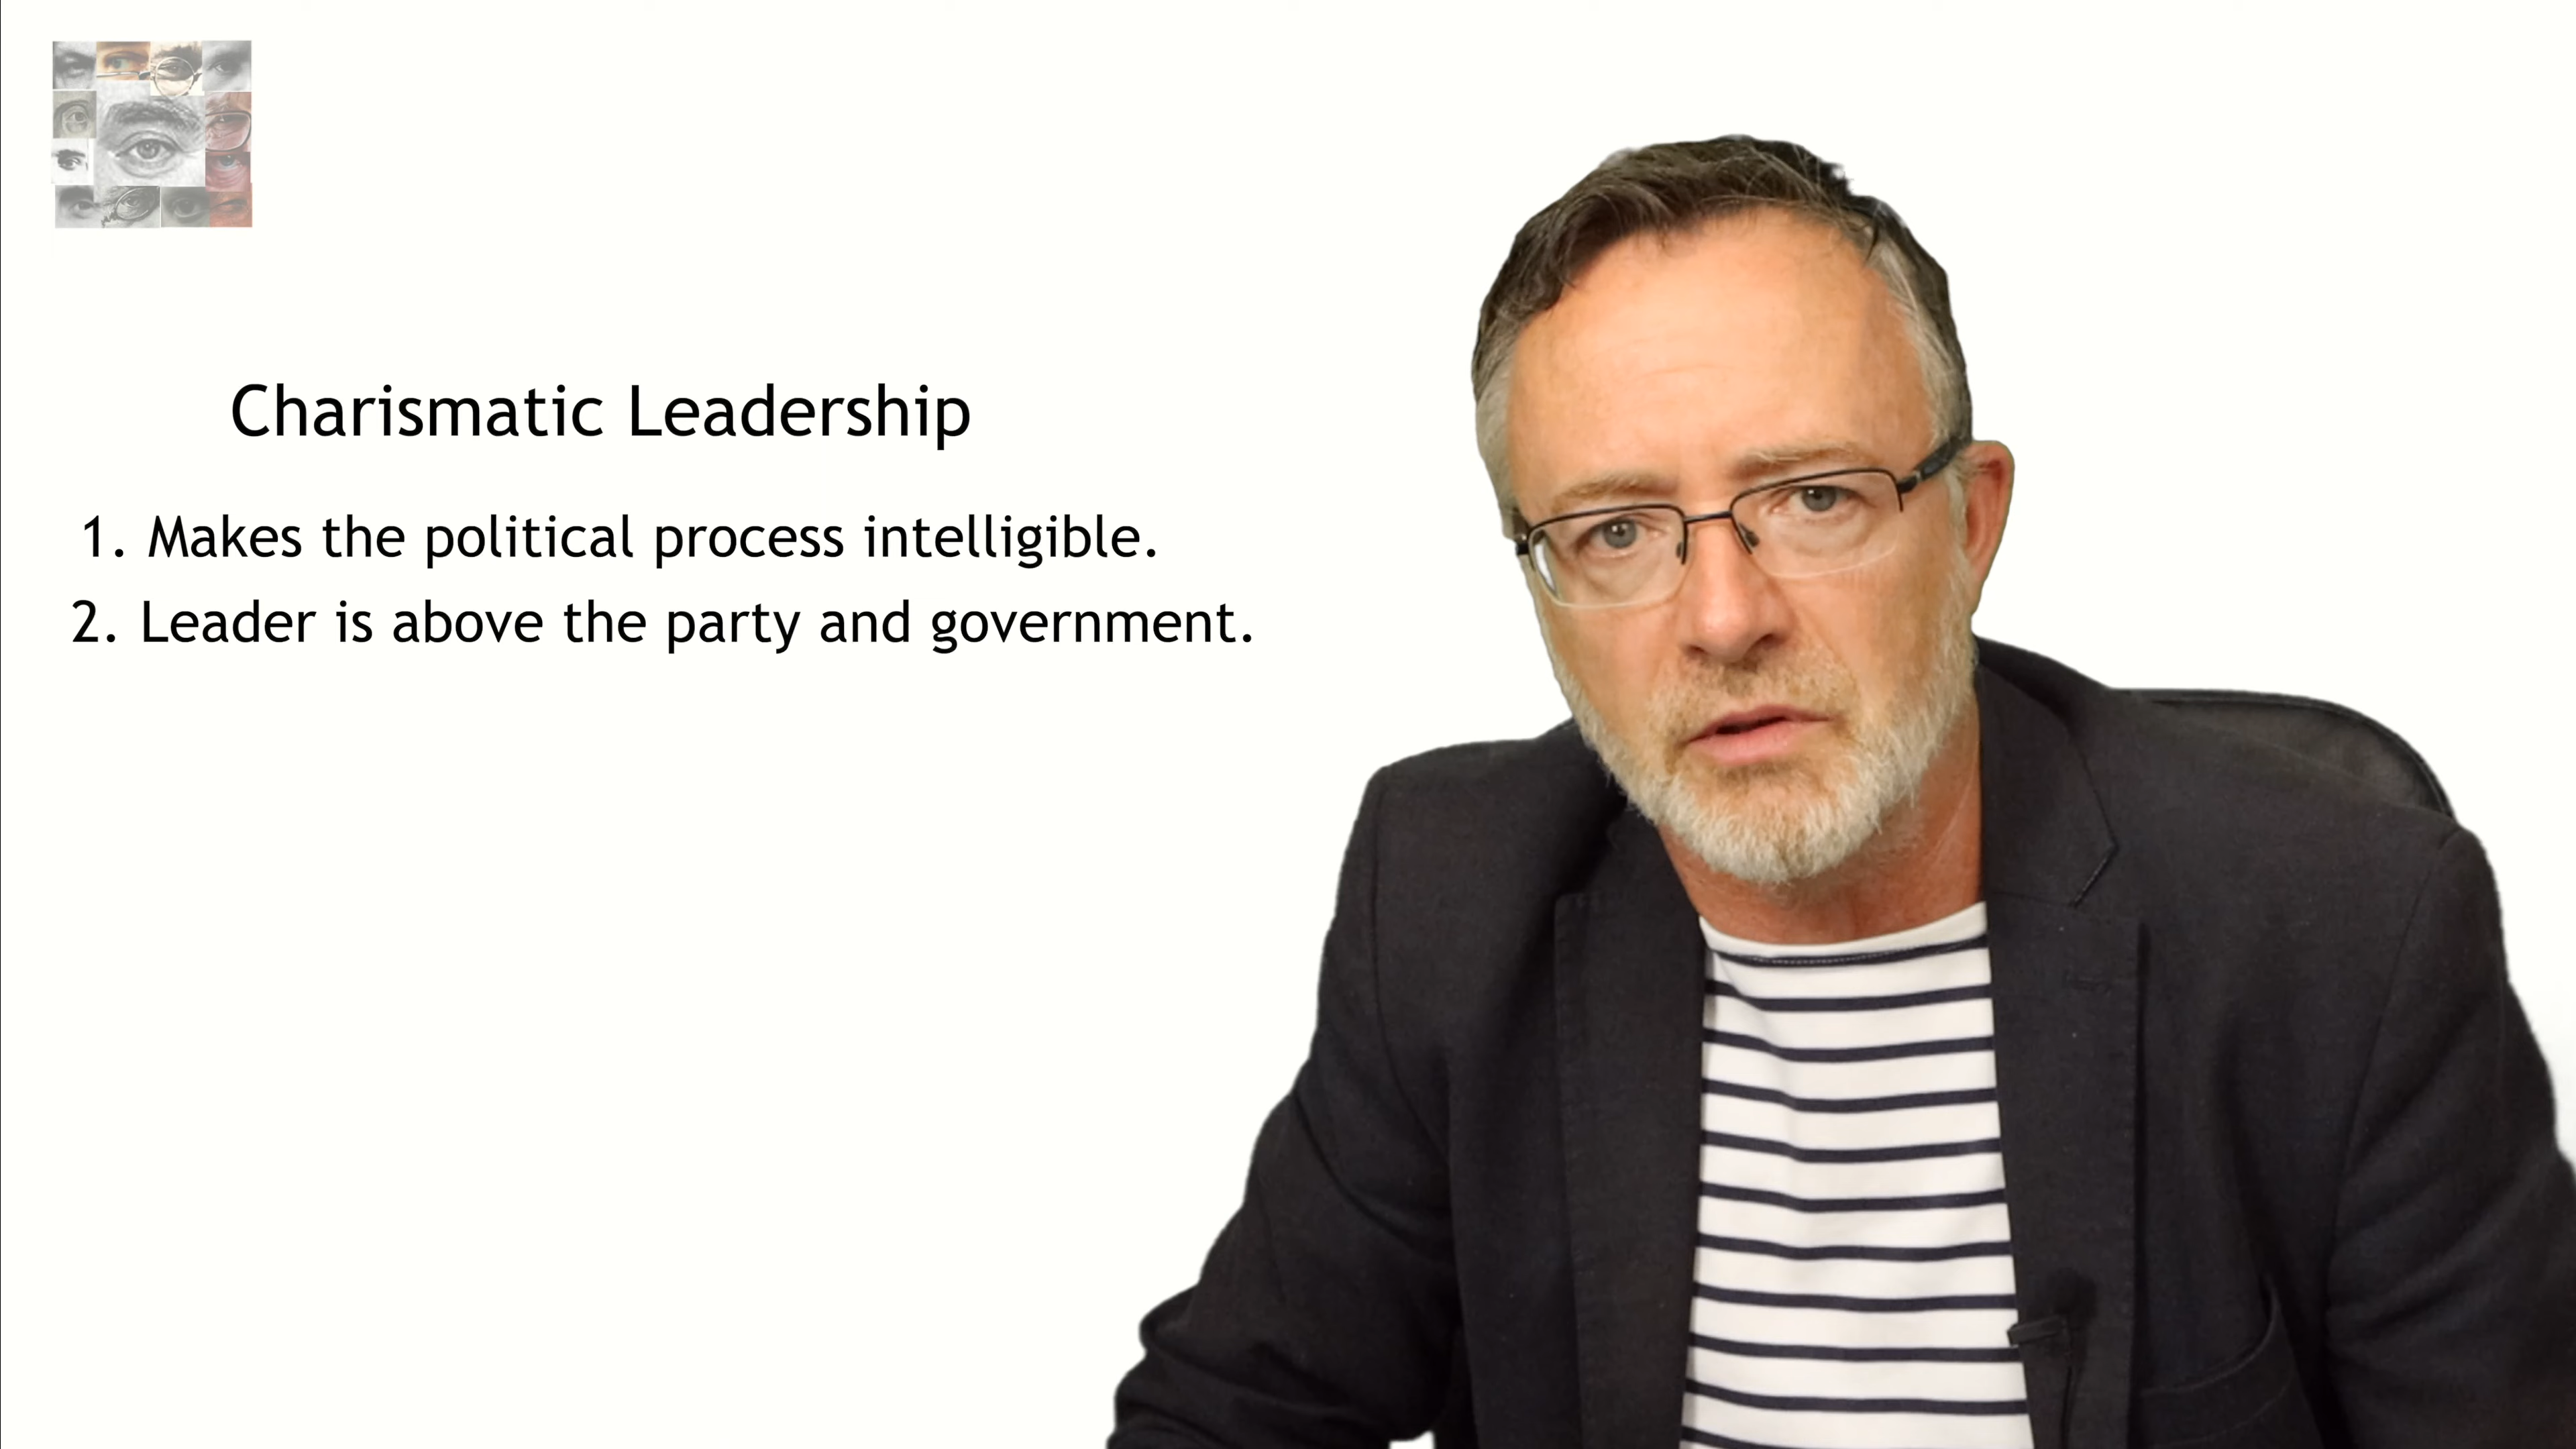 Charismatic Leadership
1. Makes the political process intelligible.
2. Leader is above the party and government.